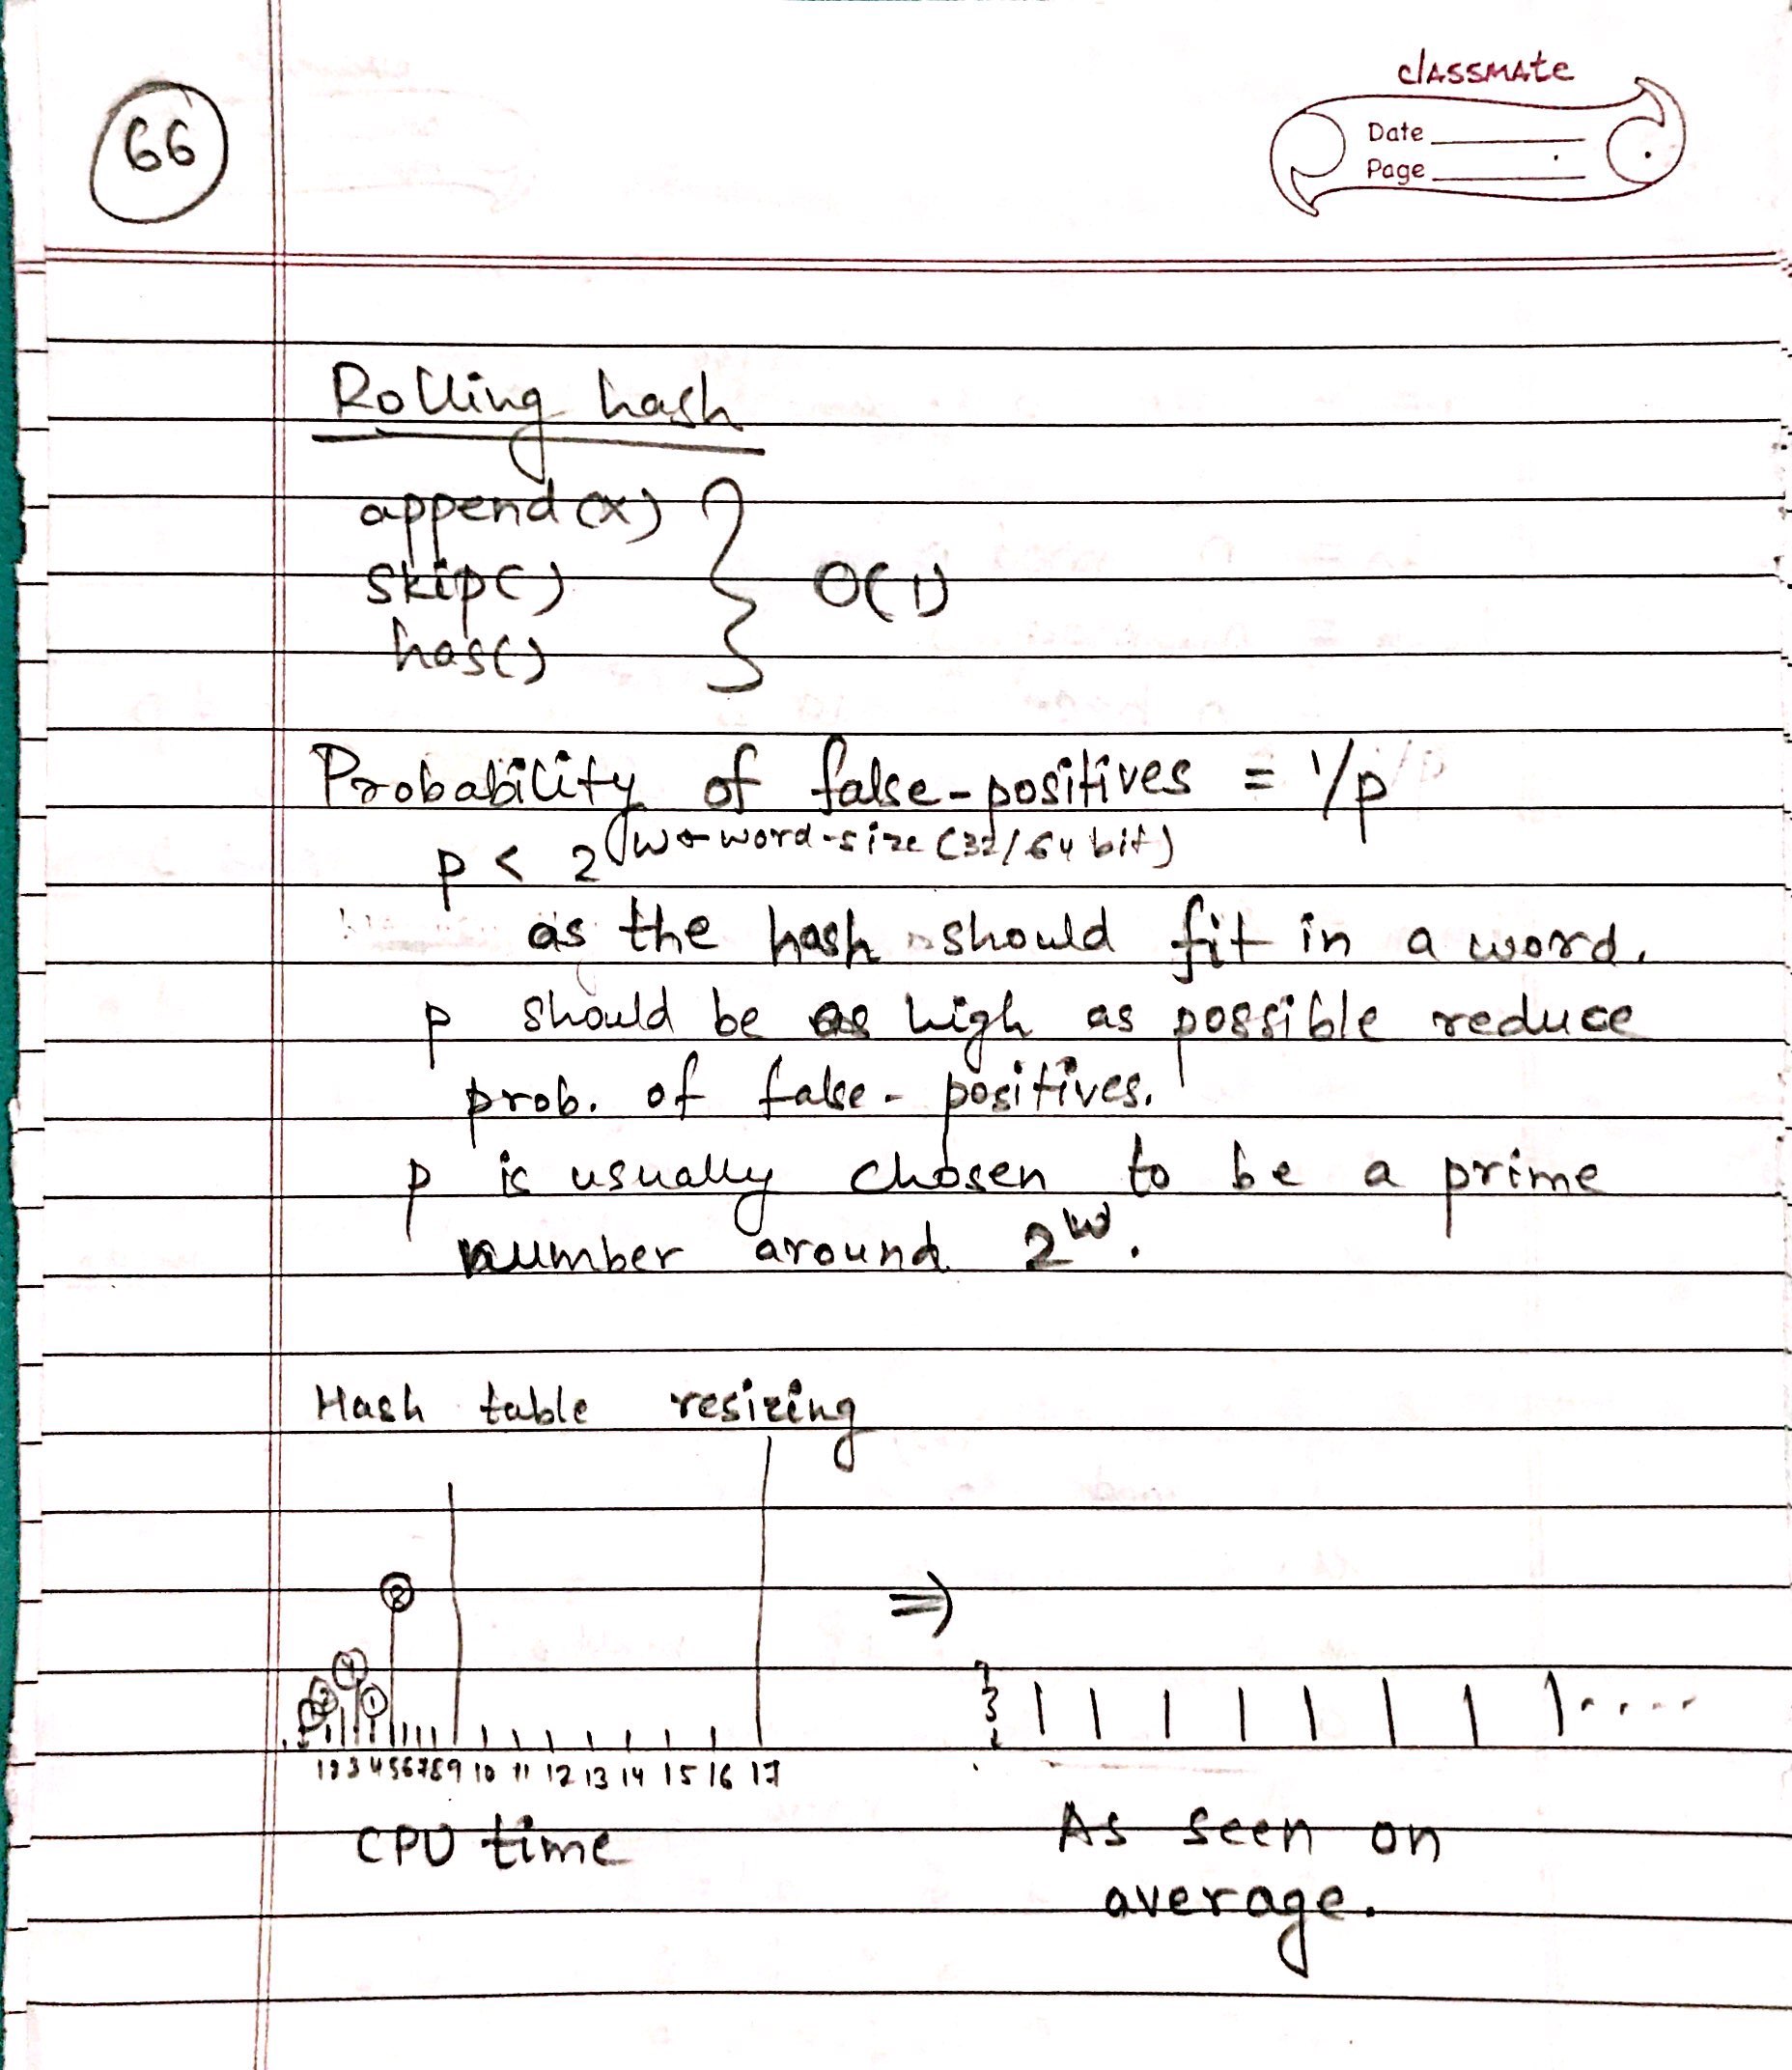 66
classmate
Date
Page
Rolling hash
append(x)
skip() } O(1)
has()
Probability of false-positives = 1/p
p < 2^w ← word-size (32/64 bit)
as the hash should fit in a word.
p should be as high as possible reduce
prob. of false-positives.
p is usually chosen to be a prime
number around 2^w.
Hash table resizing
8
⇒
4
1
3
1 2 3 4 5 6 7 8 9 10 11 12 13 14 15 16 17
CPU time As seen on
average.